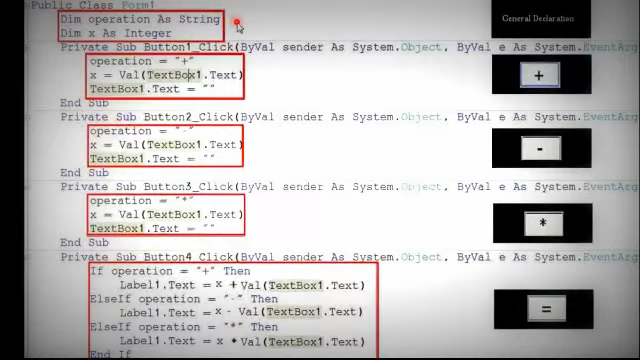 Public Class Form1
Dim operation As String
General Declaration
Dim x As Integer
Private Sub Button1_Click(ByVal sender As System.Object, ByVal e As System.EventArg
operation = "+"
x = Val(TextBox1.Text)
+
TextBox1.Text = ""
End Sub
Private Sub Button2_Click(ByVal sender As System.Object, ByVal e As System.EventArg
operation = "-"
x = Val(TextBox1.Text)
-
TextBox1.Text = ""
End Sub
Private Sub Button3_Click(ByVal sender As System.Object, ByVal e As System.EventArg
operation = "*"
x = Val(TextBox1.Text)
*
TextBox1.Text = ""
End Sub
Private Sub Button4_Click(ByVal sender As System.Object, ByVal e As System.EventArg
If operation = "+" Then
Label1.Text = x + Val(TextBox1.Text)
ElseIf operation = "-" Then
Label1.Text = x - Val(TextBox1.Text)
=
ElseIf operation = "*" Then
Label1.Text = x * Val(TextBox1.Text)
End If